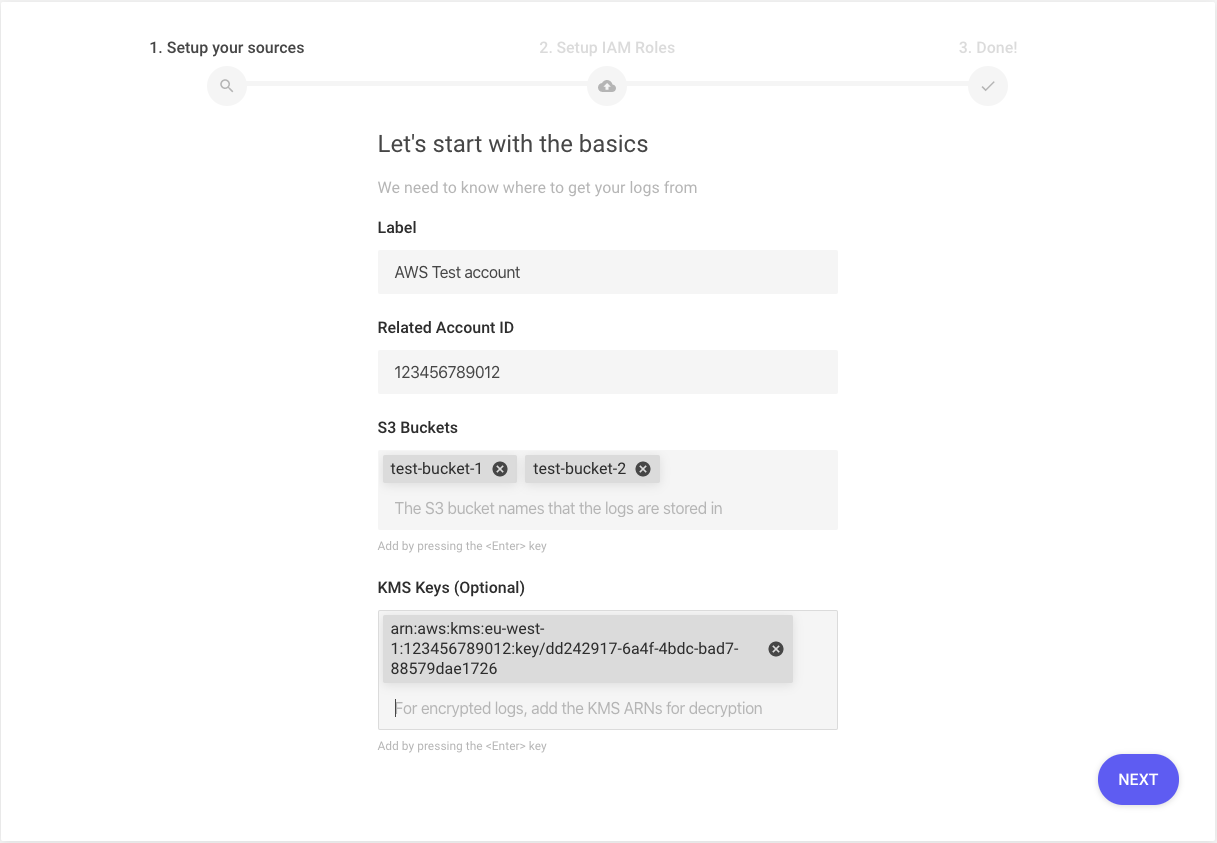 1. Setup your sources
2. Setup IAM Roles
3. Done!
Let's start with the basics
We need to know where to get your logs from
Label
AWS Test account
Related Account ID
123456789012
S3 Buckets
test-bucket-1
test-bucket-2
The S3 bucket names that the logs are stored in
Add by pressing the <Enter> key
KMS Keys (Optional)
arn:aws:kms:eu-west-
1:123456789012:key/dd242917-6a4f-4bdc-bad7-
88579dae1726
For encrypted logs, add the KMS ARNs for decryption
Add by pressing the <Enter> key
NEXT